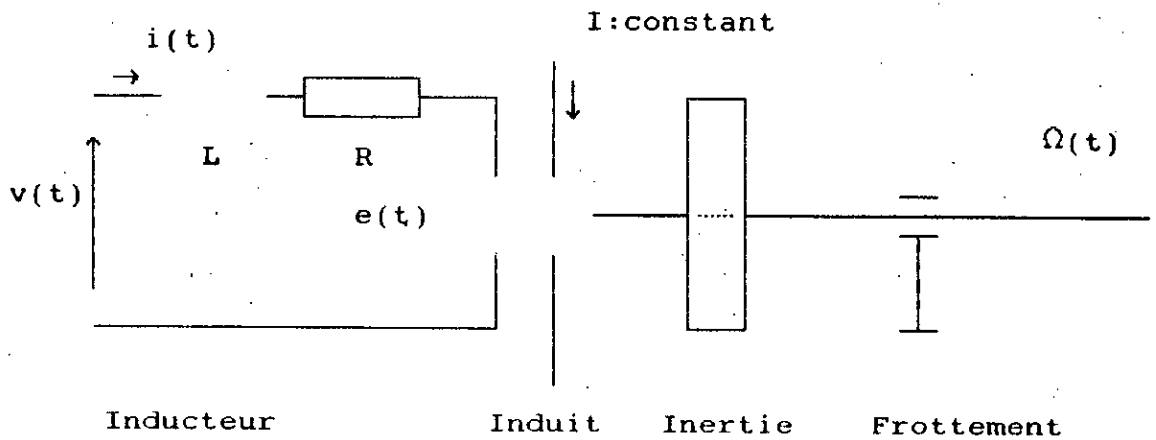 I:constant
i(t)
L R
Ω(t)
v(t)
e(t)
Inducteur Induit Inertie Frottement